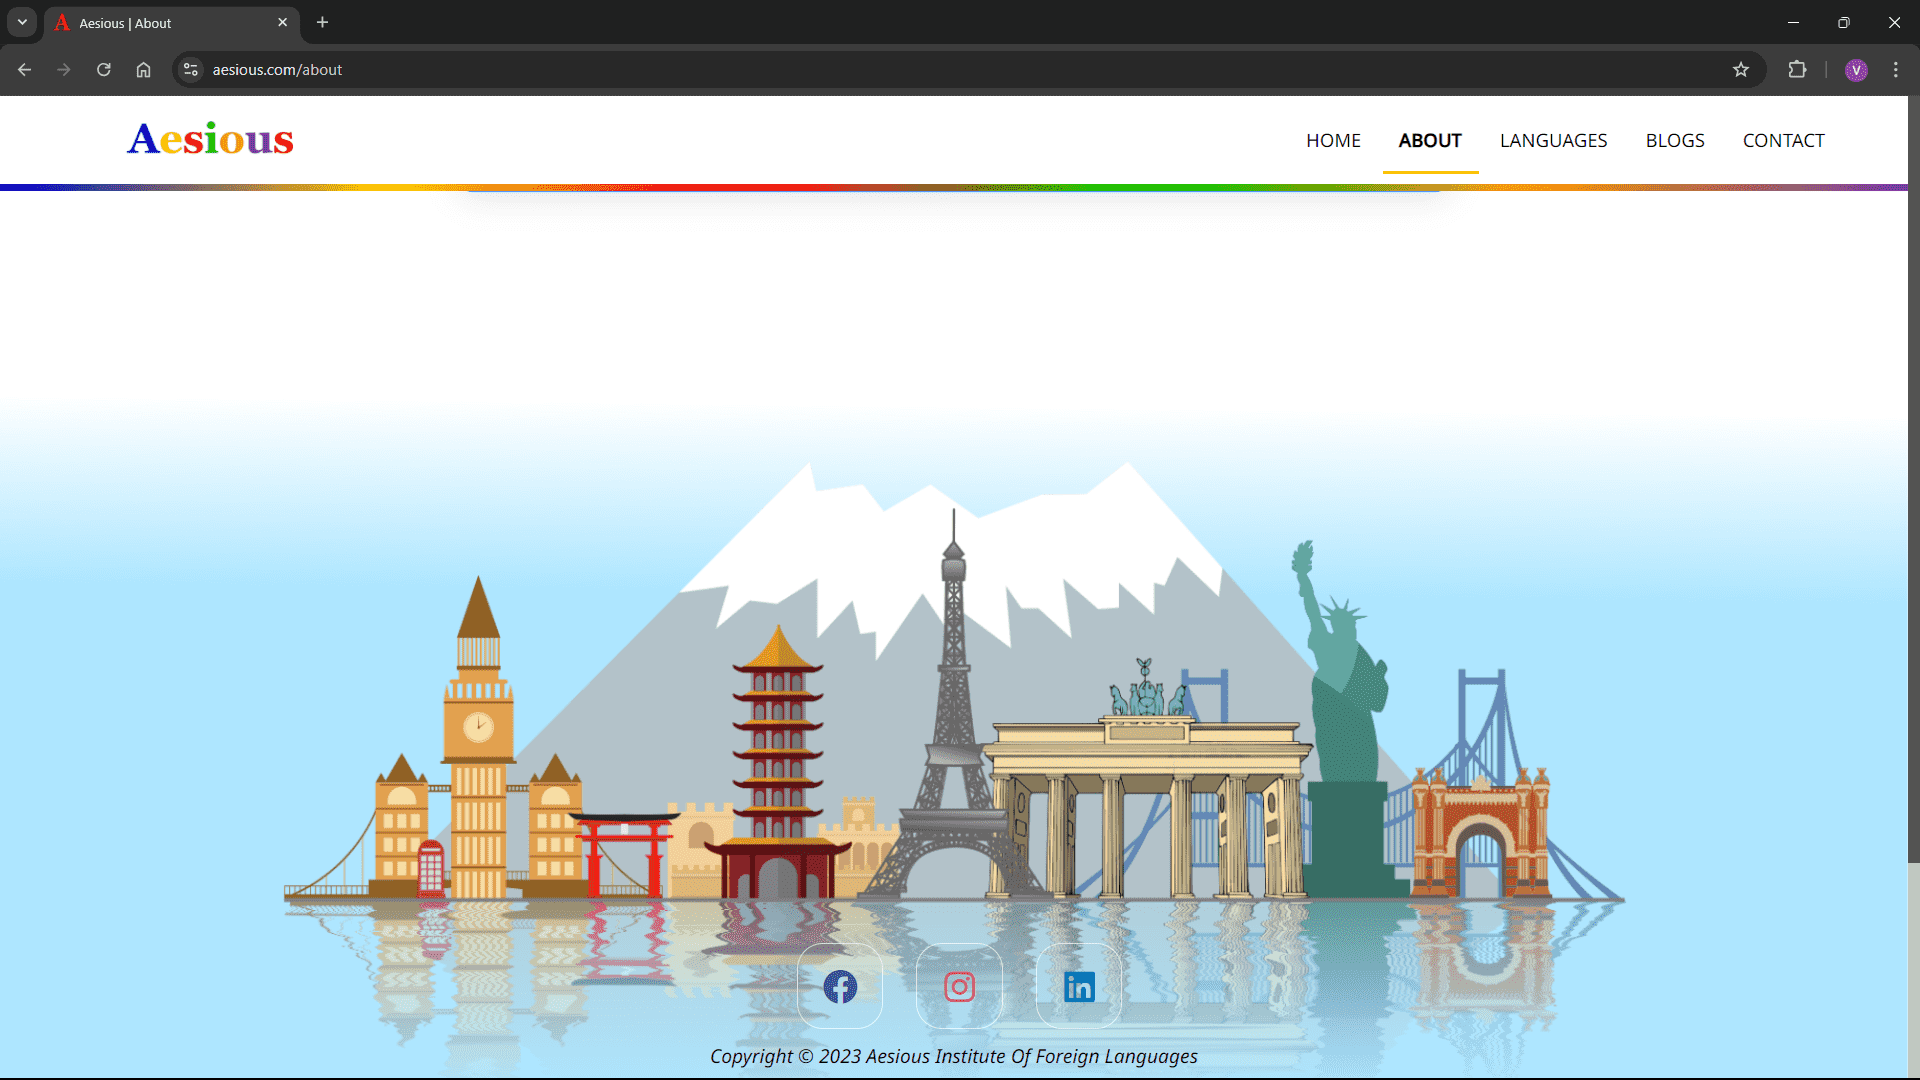 Aesious | About
aesious.com/about
V
Aesious
HOME ABOUT LANGUAGES BLOGS CONTACT
Copyright © 2023 Aesious Institute Of Foreign Languages